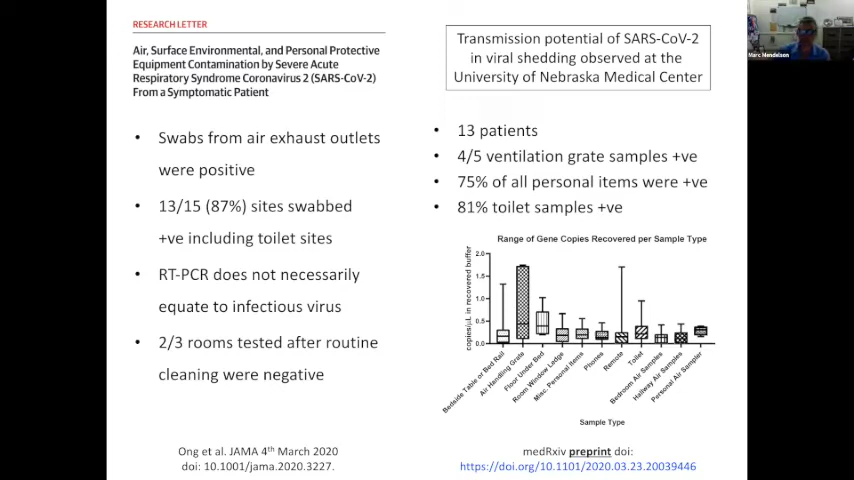 RESEARCH LETTER
Air, Surface Environmental, and Personal Protective
Equipment Contamination by Severe Acute
Respiratory Syndrome Coronavirus 2 (SARS-CoV-2)
From a Symptomatic Patient
• Swabs from air exhaust outlets
were positive
• 13/15 (87%) sites swabbed
+ve including toilet sites
• RT-PCR does not necessarily
equate to infectious virus
• 2/3 rooms tested after routine
cleaning were negative
Ong et al. JAMA 4th March 2020
doi: 10.1001/jama.2020.3227.
Transmission potential of SARS-CoV-2
in viral shedding observed at the
University of Nebraska Medical Center
• 13 patients
• 4/5 ventilation grate samples +ve
• 75% of all personal items were +ve
• 81% toilet samples +ve
Range of Gene Copies Recovered per Sample Type
copies/µL in recovered buffer
2.0
1.5
1.0
0.5
0.0
Bedside Table or Bed Rail
Air Handling Grate
Floor Under Bed
Room Window Ledge
Misc. Personal Items
Phones
Remote
Toilet
Bedroom Air Samples
Hallway Air Samples
Personal Air Sampler
Sample Type
medRxiv preprint doi:
https://doi.org/10.1101/2020.03.23.20039446
Marc Mendelson